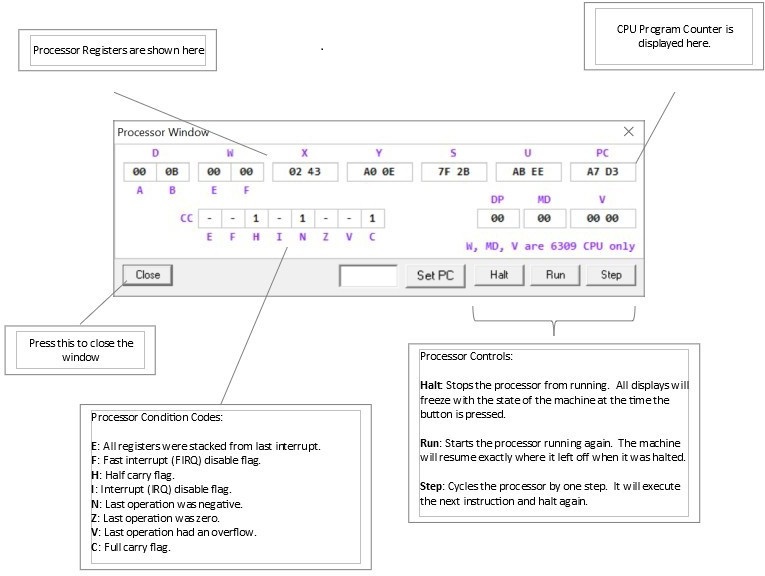 Processor Registers are shown here
CPU Program Counter is
displayed here.
Processor Window
D W X Y S U PC
00 0B 00 00 02 43 A0 0E 7F 2B AB EE A7 D3
A B E F
DP MD V
CC - - 1 - 1 - - 1 00 00 00 00
E F H I N Z V C
W, MD, V are 6309 CPU only
Close Set PC Halt Run Step
Press this to close the
window
Processor Controls:
Halt: Stops the processor from running. All displays will
freeze with the state of the machine at the time the
button is pressed.
Run: Starts the processor running again. The machine
will resume exactly where it left off when it was halted.
Step: Cycles the processor by one step. It will execute
the next instruction and halt again.
Processor Condition Codes:
E: All registers were stacked from last interrupt.
F: Fast interrupt (FIRQ) disable flag.
H: Half carry flag.
I: Interrupt (IRQ) disable flag.
N: Last operation was negative.
Z: Last operation was zero.
V: Last operation had an overflow.
C: Full carry flag.